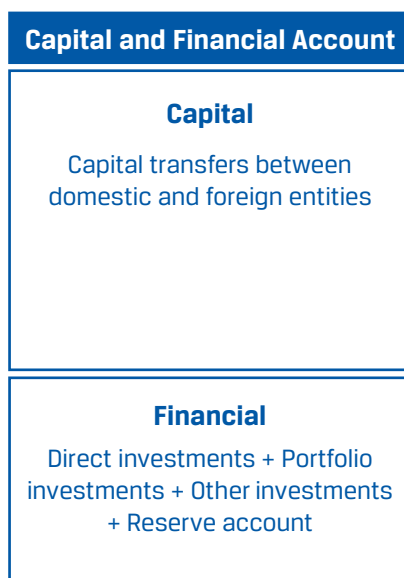 Capital and Financial Account
Capital
Capital transfers between
domestic and foreign entities
Financial
Direct investments + Portfolio
investments + Other investments
+ Reserve account